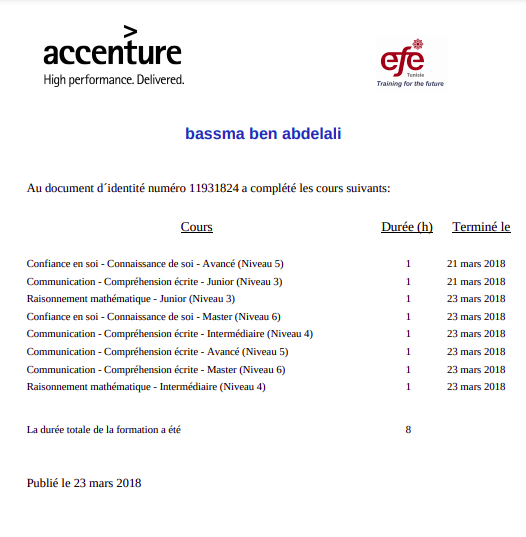 accenture
High performance. Delivered.
efe
Tunisie
Training for the future
bassma ben abdelali
Au document d´identité numéro 11931824 a complété les cours suivants:
Cours Durée (h) Terminé le
Confiance en soi - Connaissance de soi - Avancé (Niveau 5) 1 21 mars 2018
Communication - Compréhension écrite - Junior (Niveau 3) 1 21 mars 2018
Raisonnement mathématique - Junior (Niveau 3) 1 23 mars 2018
Confiance en soi - Connaissance de soi - Master (Niveau 6) 1 23 mars 2018
Communication - Compréhension écrite - Intermédiaire (Niveau 4) 1 23 mars 2018
Communication - Compréhension écrite - Avancé (Niveau 5) 1 23 mars 2018
Communication - Compréhension écrite - Master (Niveau 6) 1 23 mars 2018
Raisonnement mathématique - Intermédiaire (Niveau 4) 1 23 mars 2018
La durée totale de la formation a été 8
Publié le 23 mars 2018